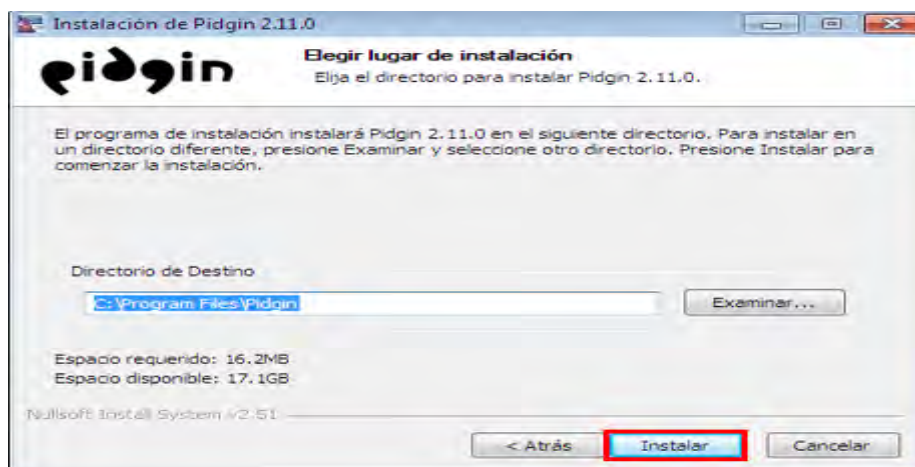 Instalación de Pidgin 2.11.0
pidgin
Elegir lugar de instalación
Elija el directorio para instalar Pidgin 2.11.0.
El programa de instalación instalará Pidgin 2.11.0 en el siguiente directorio. Para instalar en
un directorio diferente, presione Examinar y seleccione otro directorio. Presione Instalar para
comenzar la instalación.
Directorio de Destino
C:\Program Files\Pidgin
Examinar...
Espacio requerido: 16.2MB
Espacio disponible: 17.1GB
Nullsoft Install System v2.51
< Atrás
Instalar
Cancelar